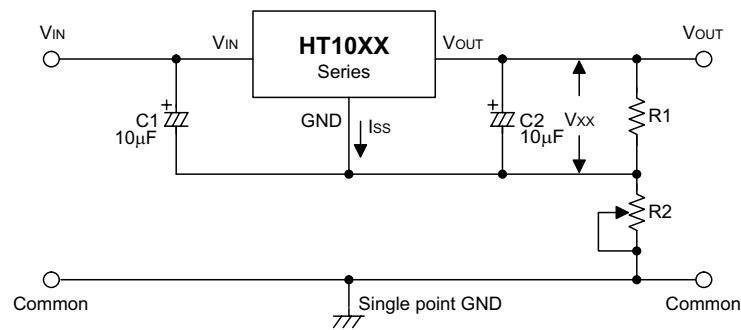 VIN
VIN
HT10XX
Series
VOUT
VOUT
GND
ISS
C1
10μF
C2
10μF
VXX
R1
R2
Common
Single point GND
Common